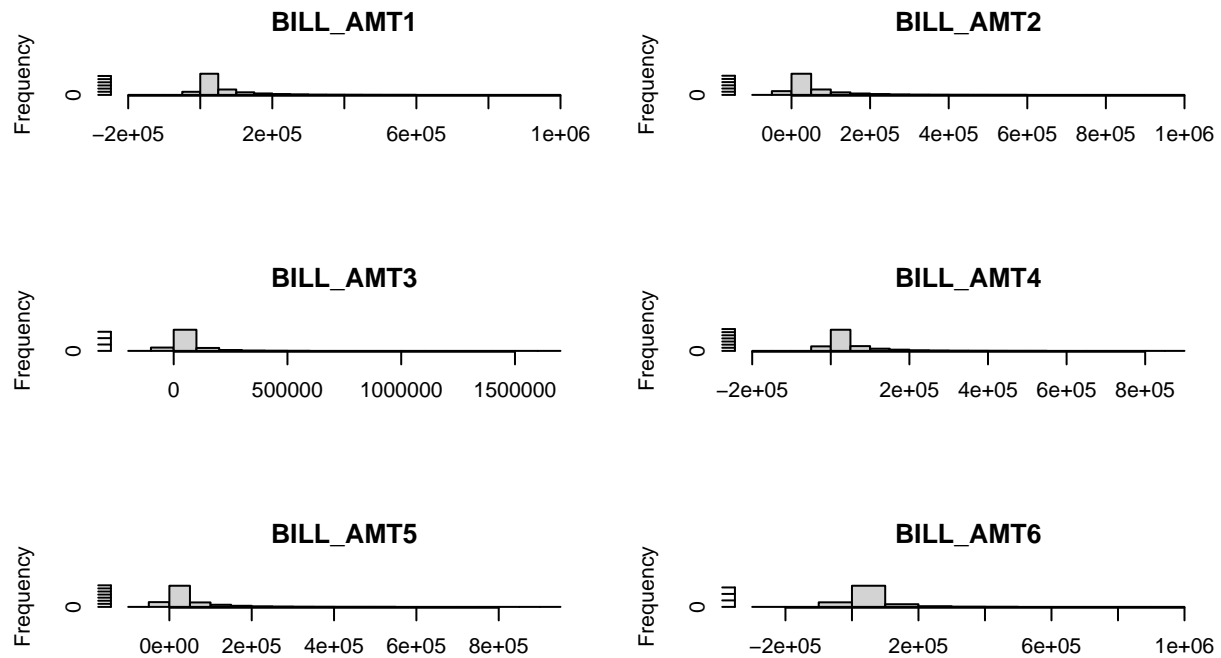 BILL_AMT1
Frequency
0
−2e+05 2e+05 6e+05 1e+06
BILL_AMT2
Frequency
0
0e+00 2e+05 4e+05 6e+05 8e+05 1e+06
BILL_AMT3
Frequency
0
0 500000 1000000 1500000
BILL_AMT4
Frequency
0
−2e+05 2e+05 4e+05 6e+05 8e+05
BILL_AMT5
Frequency
0
0e+00 2e+05 4e+05 6e+05 8e+05
BILL_AMT6
Frequency
0
−2e+05 2e+05 6e+05 1e+06